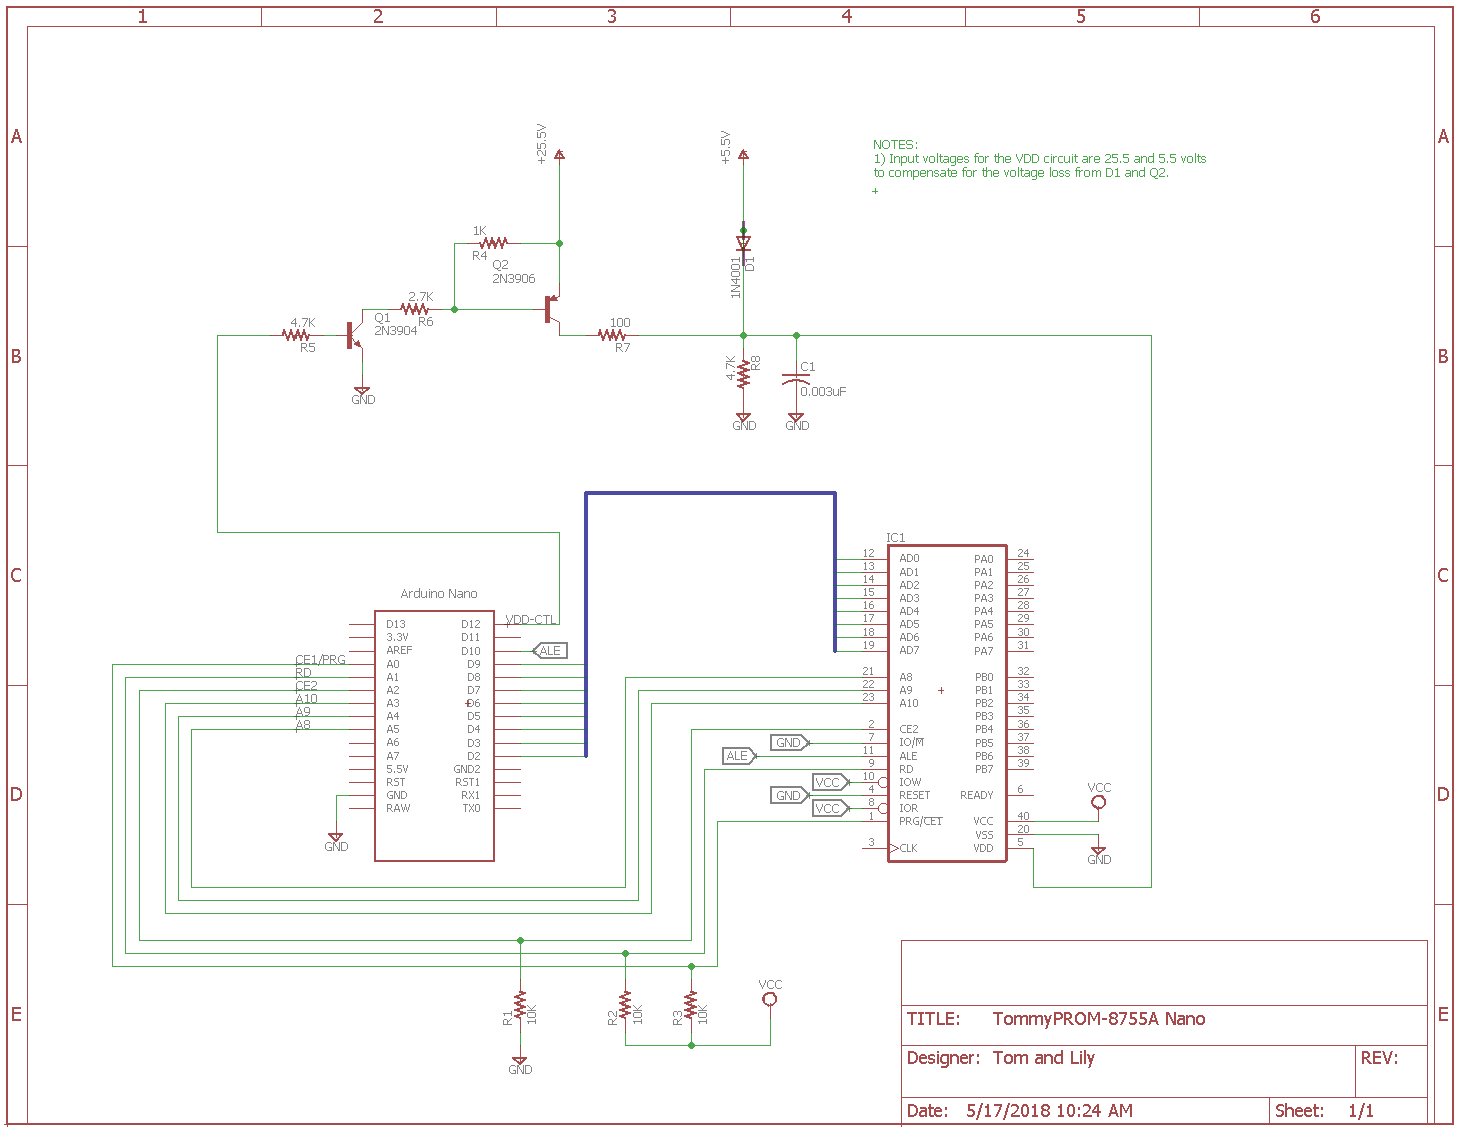 1 2 3 4 5 6
A A
+25.5V
+5.5V
NOTES:
1) Input voltages for the VDD circuit are 25.5 and 5.5 volts
to compensate for the voltage loss from D1 and Q2.
1K
R4
Q2
2N3906
1N4001
D1
2.7K
R6
Q1
2N3904
4.7K
R5
100
R7
B B
4.7K
R8
C1
0.003uF
GND
GND
GND
IC1
C C
12 AD0 PA0 24
13 AD1 PA1 25
14 AD2 PA2 26
15 AD3 PA3 27
16 AD4 PA4 28
17 AD5 PA5 29
18 AD6 PA6 30
19 AD7 PA7 31
21 A8 PB0 32
22 A9 PB1 33
23 A10 PB2 34
PB3 35
2 CE2 PB4 36
GND 7 IO/M PB5 37
ALE 11 ALE PB6 38
9 RD PB7 39
VCC 10 IOW
GND 4 RESET READY 6
VCC 8 IOR
1 PRG/CET VCC 40
VSS 20
3 CLK VDD 5
VCC
GND
Arduino Nano
D13 D12 VDD-CTL
3.3V D11
AREF D10 ALE
CE1/PRG A0 D9
RD A1 D8
CE2 A2 D7
A10 A3 D6
A9 A4 D5
A8 A5 D4
A6 D3
A7 D2
5.5V GND2
RST RST1
GND RX1
RAW TX0
GND
D D
E E
R1
10K
R2
10K
R3
10K
VCC
GND
TITLE: TommyPROM-8755A Nano
Designer: Tom and Lily
REV:
Date: 5/17/2018 10:24 AM
Sheet: 1/1